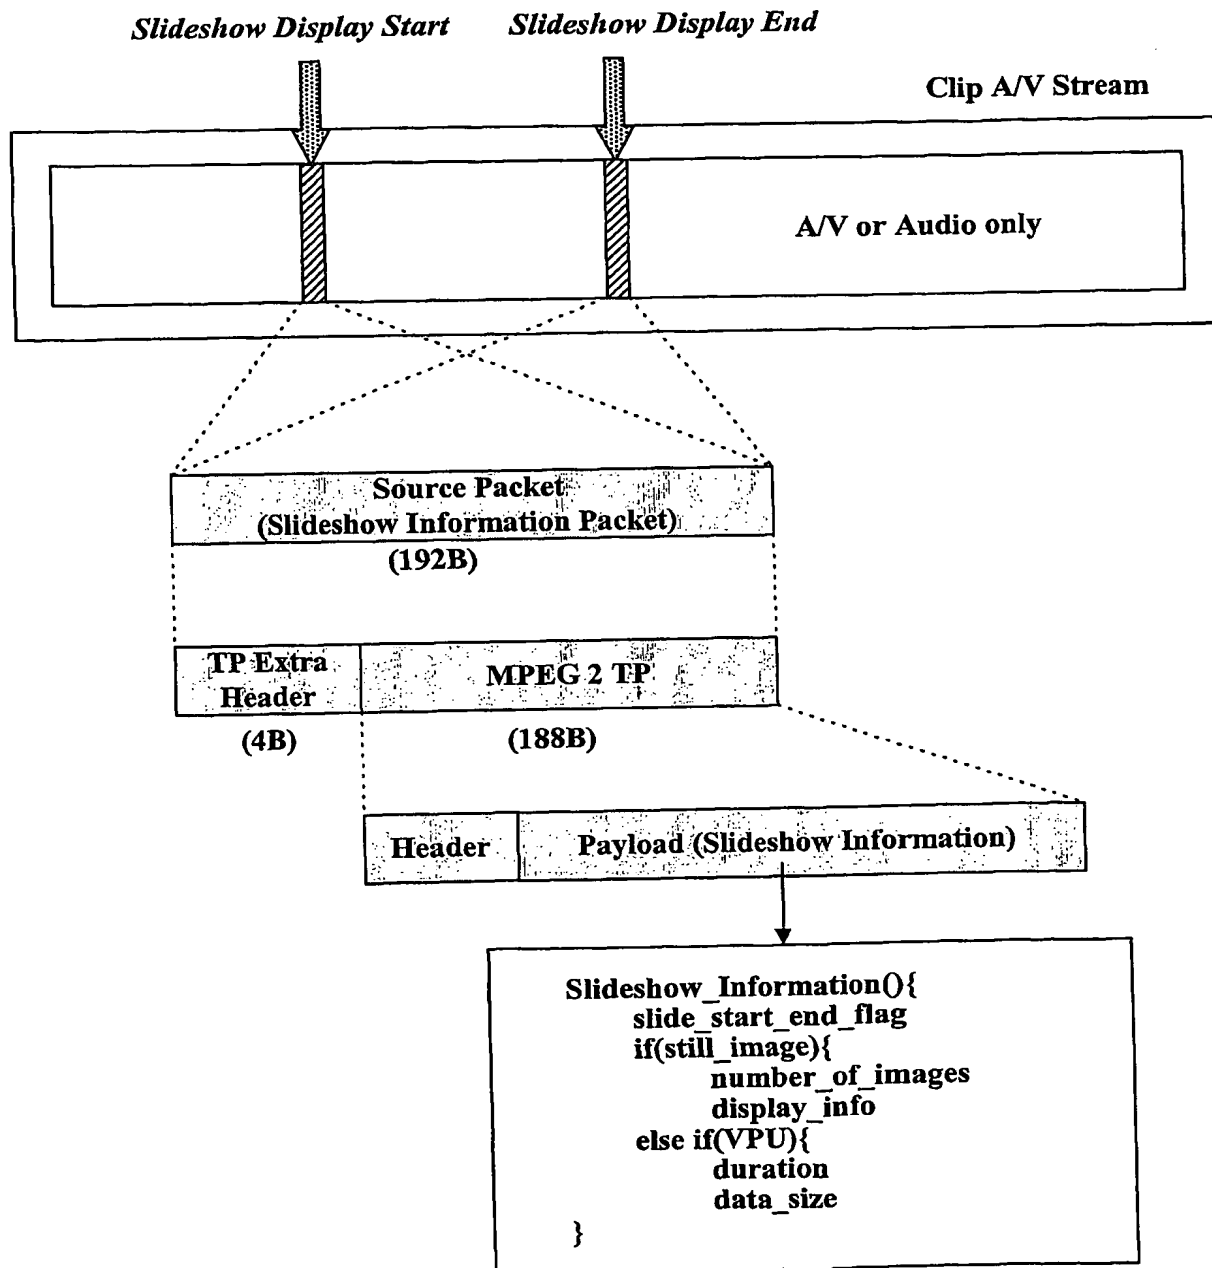 Slideshow Display Start
Slideshow Display End
Clip A/V Stream
A/V or Audio only
Source Packet
(Slideshow Information Packet)
(192B)
TP Extra
Header
MPEG 2 TP
(4B)
(188B)
Header
Payload (Slideshow Information)
Slideshow_Information(){
slide_start_end_flag
if(still_image){
number_of_images
display_info
else if(VPU){
duration
data_size
}